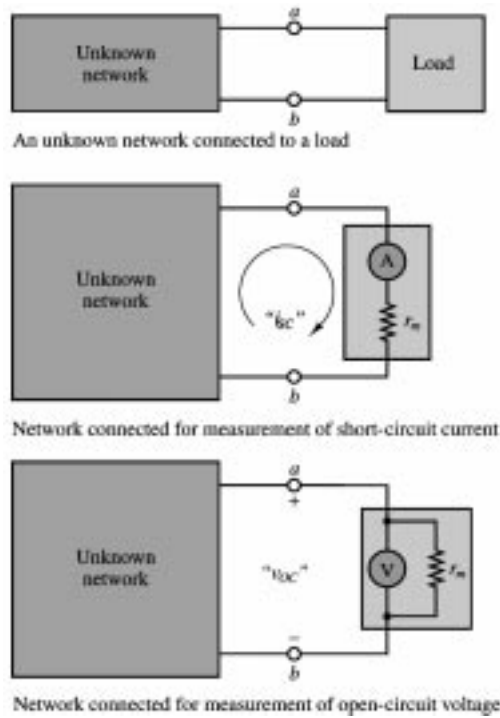 a
Unknown
network
Load
b
An unknown network connected to a load
a
Unknown
network
A
"iSC"
rm
b
Network connected for measurement of short-circuit current
a
+
Unknown
network
"vOC"
V
rm
–
b
Network connected for measurement of open-circuit voltage